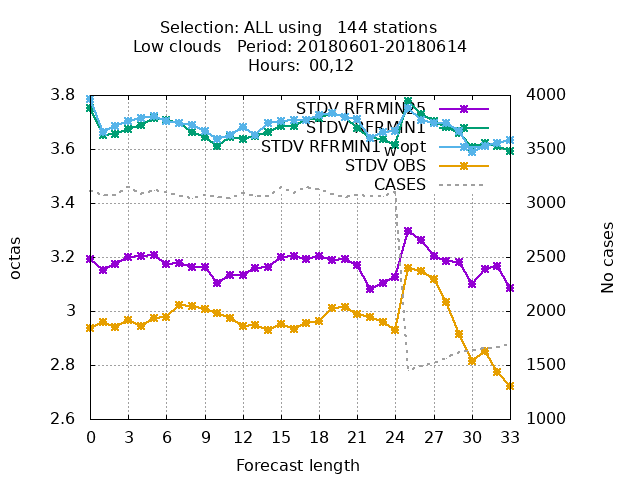 Selection: ALL using 144 stations
Low clouds Period: 20180601-20180614
Hours: 00,12
STDV RFRMIN25
STDV RFRMIN1
STDV RFRMIN1_W opt
STDV OBS
CASES
3.8
3.6
3.4
3.2
3
2.8
2.6
4000
3500
3000
2500
2000
1500
1000
octas
No cases
0 3 6 9 12 15 18 21 24 27 30 33
Forecast length